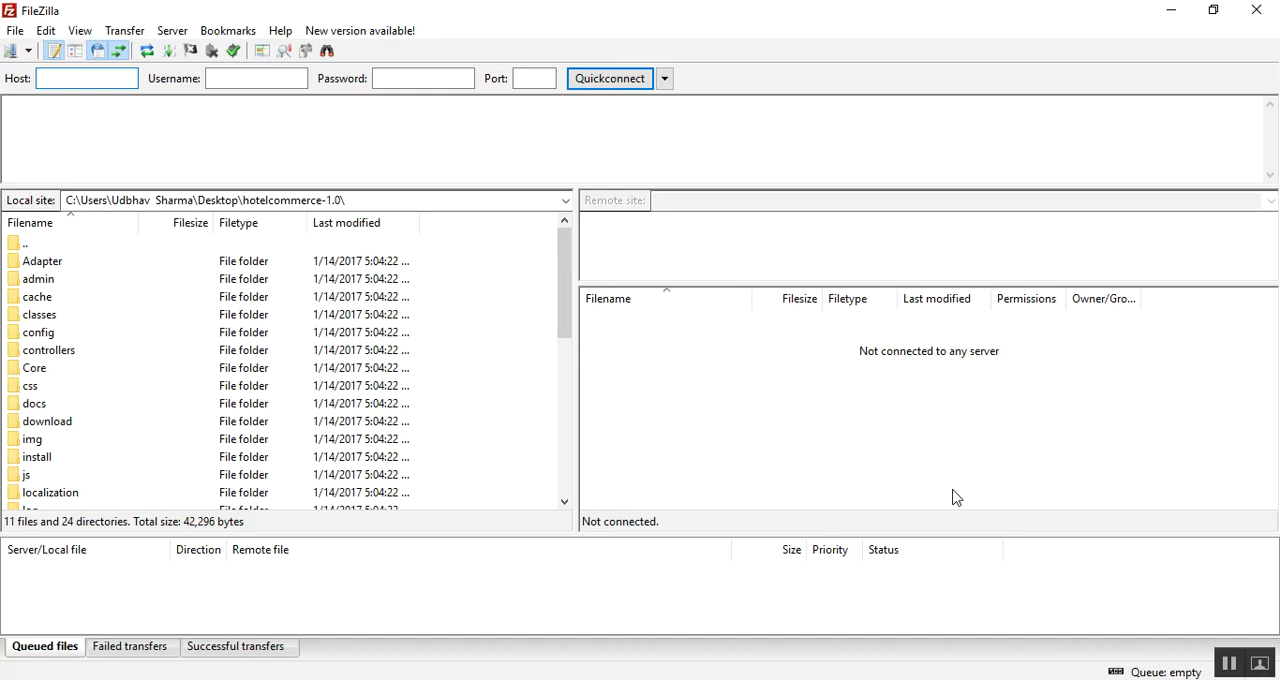 FileZilla
File Edit View Transfer Server Bookmarks Help New version available!
Host: Username: Password: Port: Quickconnect
Local site: C:\Users\Udbhav Sharma\Desktop\hotelcommerce-1.0\
Filename Filesize Filetype Last modified
..
Adapter File folder 1/14/2017 5:04:22 ...
admin File folder 1/14/2017 5:04:22 ...
cache File folder 1/14/2017 5:04:22 ...
classes File folder 1/14/2017 5:04:22 ...
config File folder 1/14/2017 5:04:22 ...
controllers File folder 1/14/2017 5:04:22 ...
Core File folder 1/14/2017 5:04:22 ...
css File folder 1/14/2017 5:04:22 ...
docs File folder 1/14/2017 5:04:22 ...
download File folder 1/14/2017 5:04:22 ...
img File folder 1/14/2017 5:04:22 ...
install File folder 1/14/2017 5:04:22 ...
js File folder 1/14/2017 5:04:22 ...
localization File folder 1/14/2017 5:04:22 ...
11 files and 24 directories. Total size: 42,296 bytes
Remote site:
Filename Filesize Filetype Last modified Permissions Owner/Gro...
Not connected to any server
Not connected.
Server/Local file Direction Remote file Size Priority Status
Queued files Failed transfers Successful transfers
Queue: empty